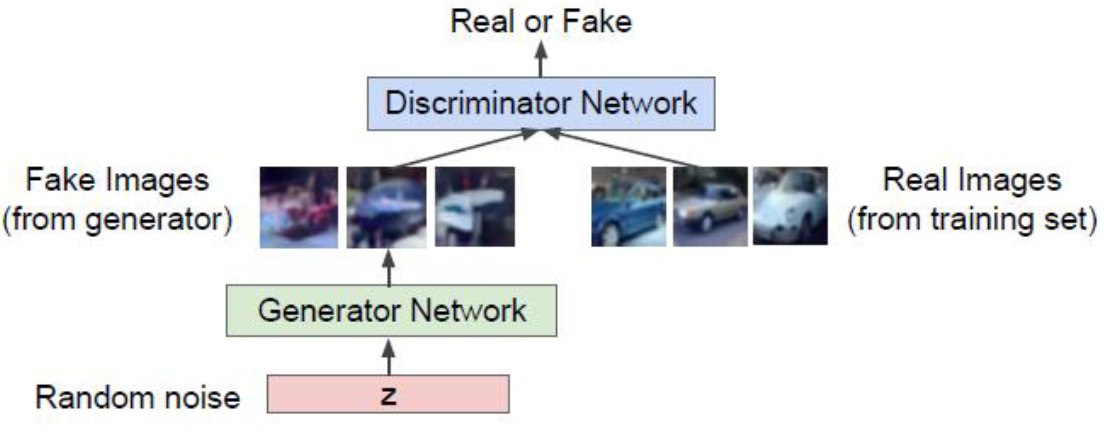 Real or Fake
Discriminator Network
Fake Images
(from generator)
Real Images
(from training set)
Generator Network
Random noise
z